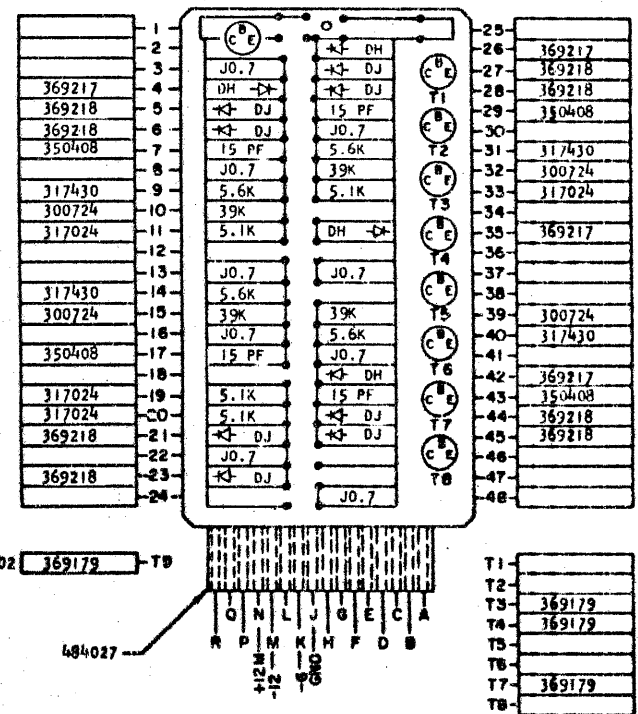 1 C B E 25
2 DH 26 369217
3 J0.7 DJ C B E 27 369218
369217 4 DH DJ T1 28 369218
369218 5 DJ 15 PF 29 350408
369218 6 DJ J0.7 C B E 30
350408 7 15 PF 5.6K T2 31 317430
8 J0.7 39K 32 300724
317430 9 5.6K 5.1K C B E 33 317024
300724 10 39K T3 34
317024 11 5.1K DH C B E 35 369217
12 T4 36
13 J0.7 J0.7 37
317430 14 5.6K C B E 38
300724 15 39K 39K T5 39 300724
16 J0.7 5.6K C B E 40 317430
350408 17 15 PF J0.7 41
18 DH T6 42 369217
317024 19 5.1K 15 PF C B E 43 350408
317024 20 5.1K DJ T7 44 369218
369218 21 DJ DJ 45 369218
22 J0.7 C B E 46
369218 23 DJ T8 47
24 J0.7 48
02 369179 T9
484027
R Q P N M L K J H G F E D C B A
+12M -12 -6 GND
T1
T2
T3 369179
T4 369179
T5
T6
T7 369179
T8